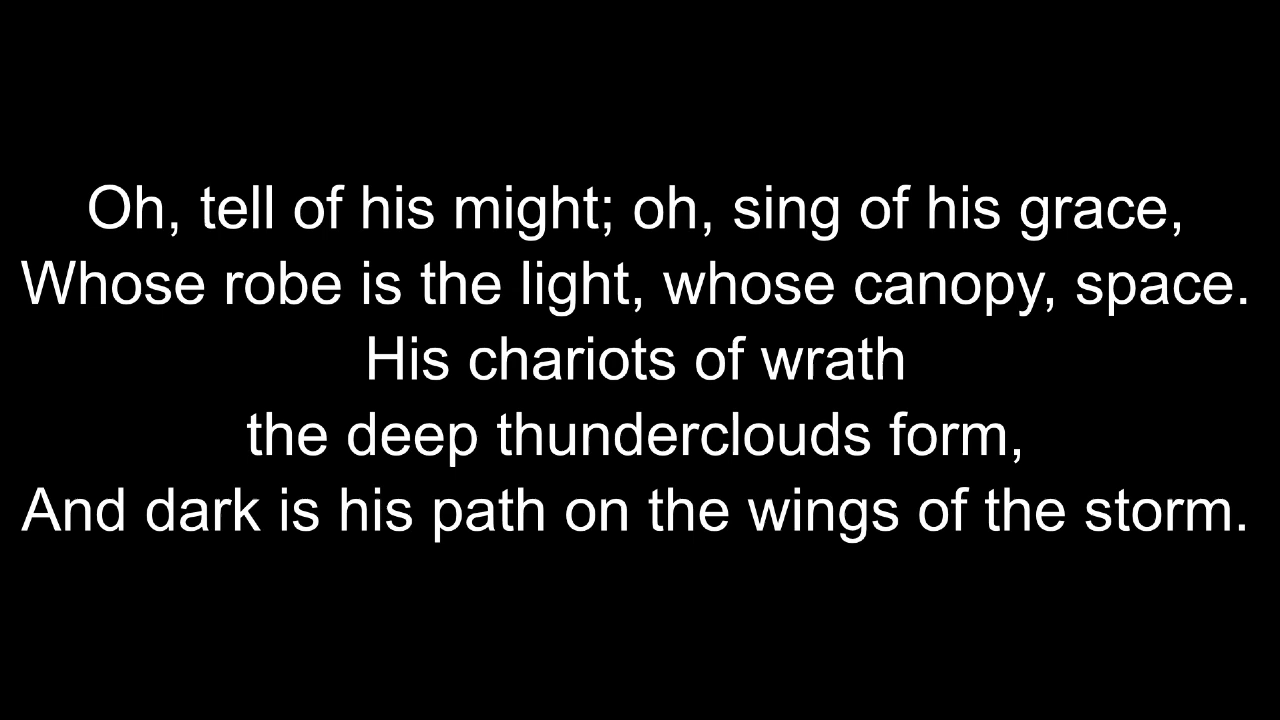 Oh, tell of his might; oh, sing of his grace,
Whose robe is the light, whose canopy, space.
His chariots of wrath
the deep thunderclouds form,
And dark is his path on the wings of the storm.